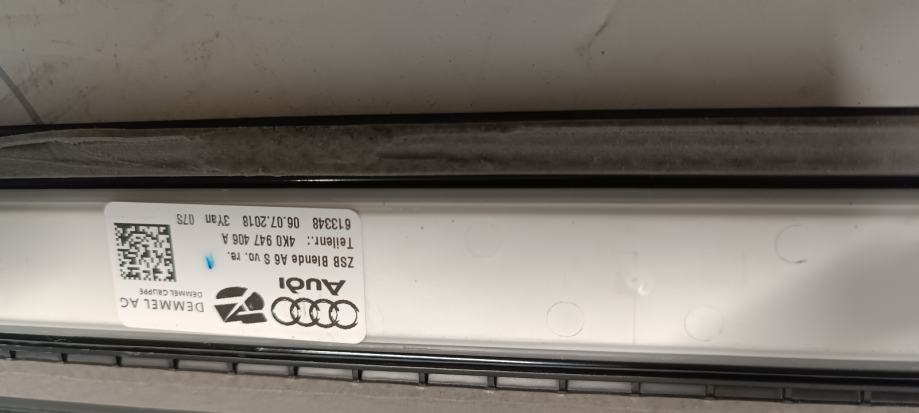 Audi
DEMMEL AG
DEMMEL GRUPPE
ZSB Blende A6 S vo. re.
Teilenr.: 4K0 947 406 A
613348 06.07.2018 3Yan 07S